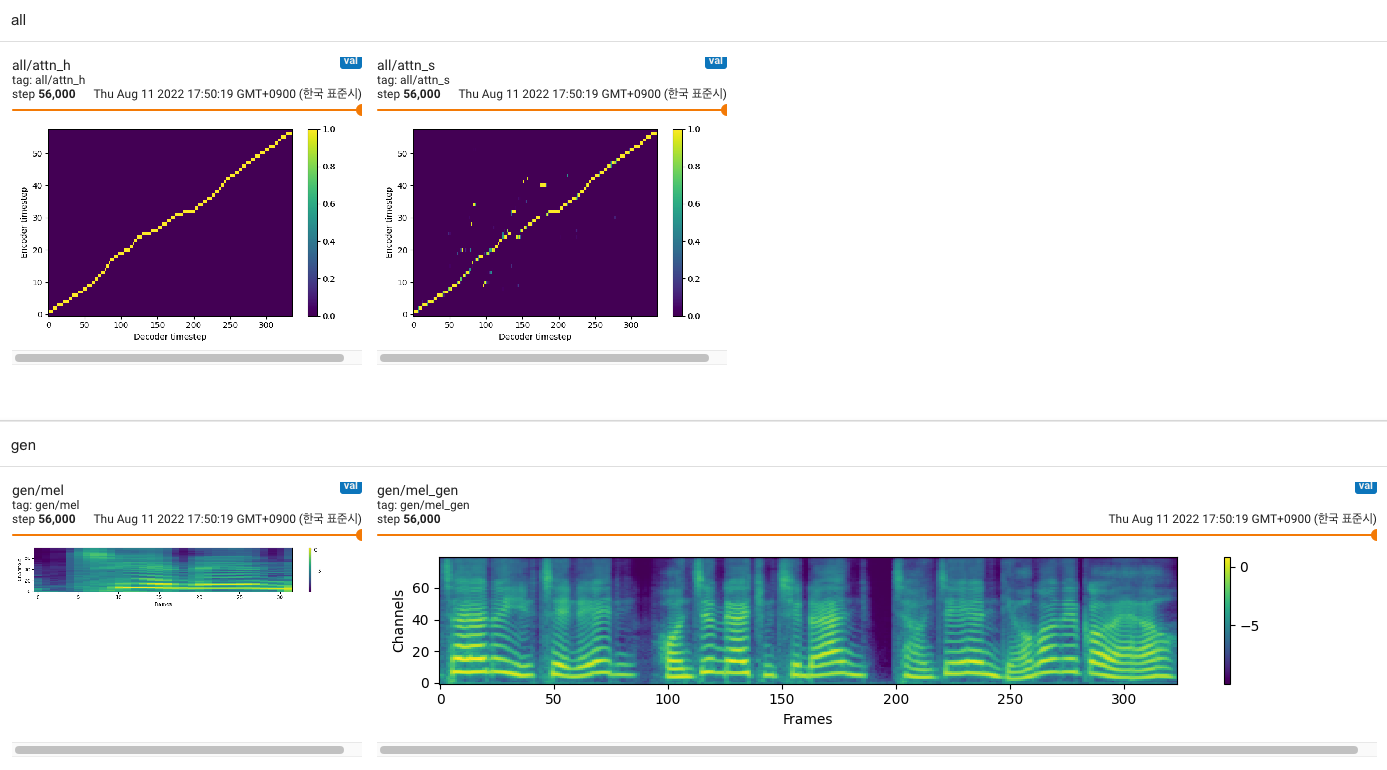 all
all/attn_h
val
tag: all/attn_h
step 56,000 Thu Aug 11 2022 17:50:19 GMT+0900 (한국 표준시)
Encoder timestep
50
40
30
20
10
0
0 50 100 150 200 250 300
Decoder timestep
1.0
0.8
0.6
0.4
0.2
0.0
all/attn_s
val
tag: all/attn_s
step 56,000 Thu Aug 11 2022 17:50:19 GMT+0900 (한국 표준시)
Encoder timestep
50
40
30
20
10
0
0 50 100 150 200 250 300
Decoder timestep
1.0
0.8
0.6
0.4
0.2
0.0
gen
gen/mel
val
tag: gen/mel
step 56,000 Thu Aug 11 2022 17:50:19 GMT+0900 (한국 표준시)
0 5 10 15 20 25 30
Frames
gen/mel_gen
val
tag: gen/mel_gen
step 56,000 Thu Aug 11 2022 17:50:19 GMT+0900 (한국 표준시)
Channels
60
40
20
0
0 50 100 150 200 250 300
Frames
0
−5